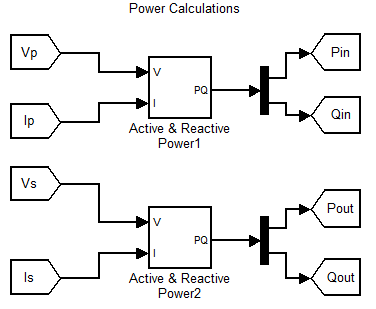 Power Calculations
Vp
Ip
V
I
PQ
Active & Reactive
Power1
Pin
Qin
Vs
Is
V
I
PQ
Active & Reactive
Power2
Pout
Qout